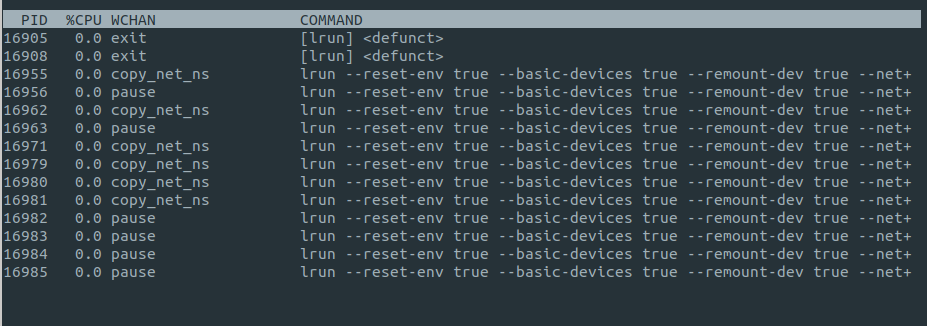 PID %CPU WCHAN COMMAND
16905 0.0 exit [lrun] <defunct>
16908 0.0 exit [lrun] <defunct>
16955 0.0 copy_net_ns lrun --reset-env true --basic-devices true --remount-dev true --net+
16956 0.0 pause lrun --reset-env true --basic-devices true --remount-dev true --net+
16962 0.0 copy_net_ns lrun --reset-env true --basic-devices true --remount-dev true --net+
16963 0.0 pause lrun --reset-env true --basic-devices true --remount-dev true --net+
16971 0.0 copy_net_ns lrun --reset-env true --basic-devices true --remount-dev true --net+
16979 0.0 copy_net_ns lrun --reset-env true --basic-devices true --remount-dev true --net+
16980 0.0 copy_net_ns lrun --reset-env true --basic-devices true --remount-dev true --net+
16981 0.0 copy_net_ns lrun --reset-env true --basic-devices true --remount-dev true --net+
16982 0.0 pause lrun --reset-env true --basic-devices true --remount-dev true --net+
16983 0.0 pause lrun --reset-env true --basic-devices true --remount-dev true --net+
16984 0.0 pause lrun --reset-env true --basic-devices true --remount-dev true --net+
16985 0.0 pause lrun --reset-env true --basic-devices true --remount-dev true --net+